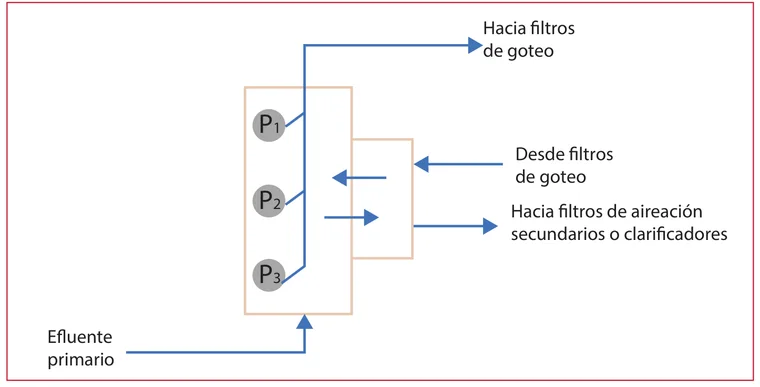 Hacia filtros
de goteo
P1
P2
P3
Desde filtros
de goteo
Hacia filtros de aireación
secundarios o clarificadores
Efluente
primario